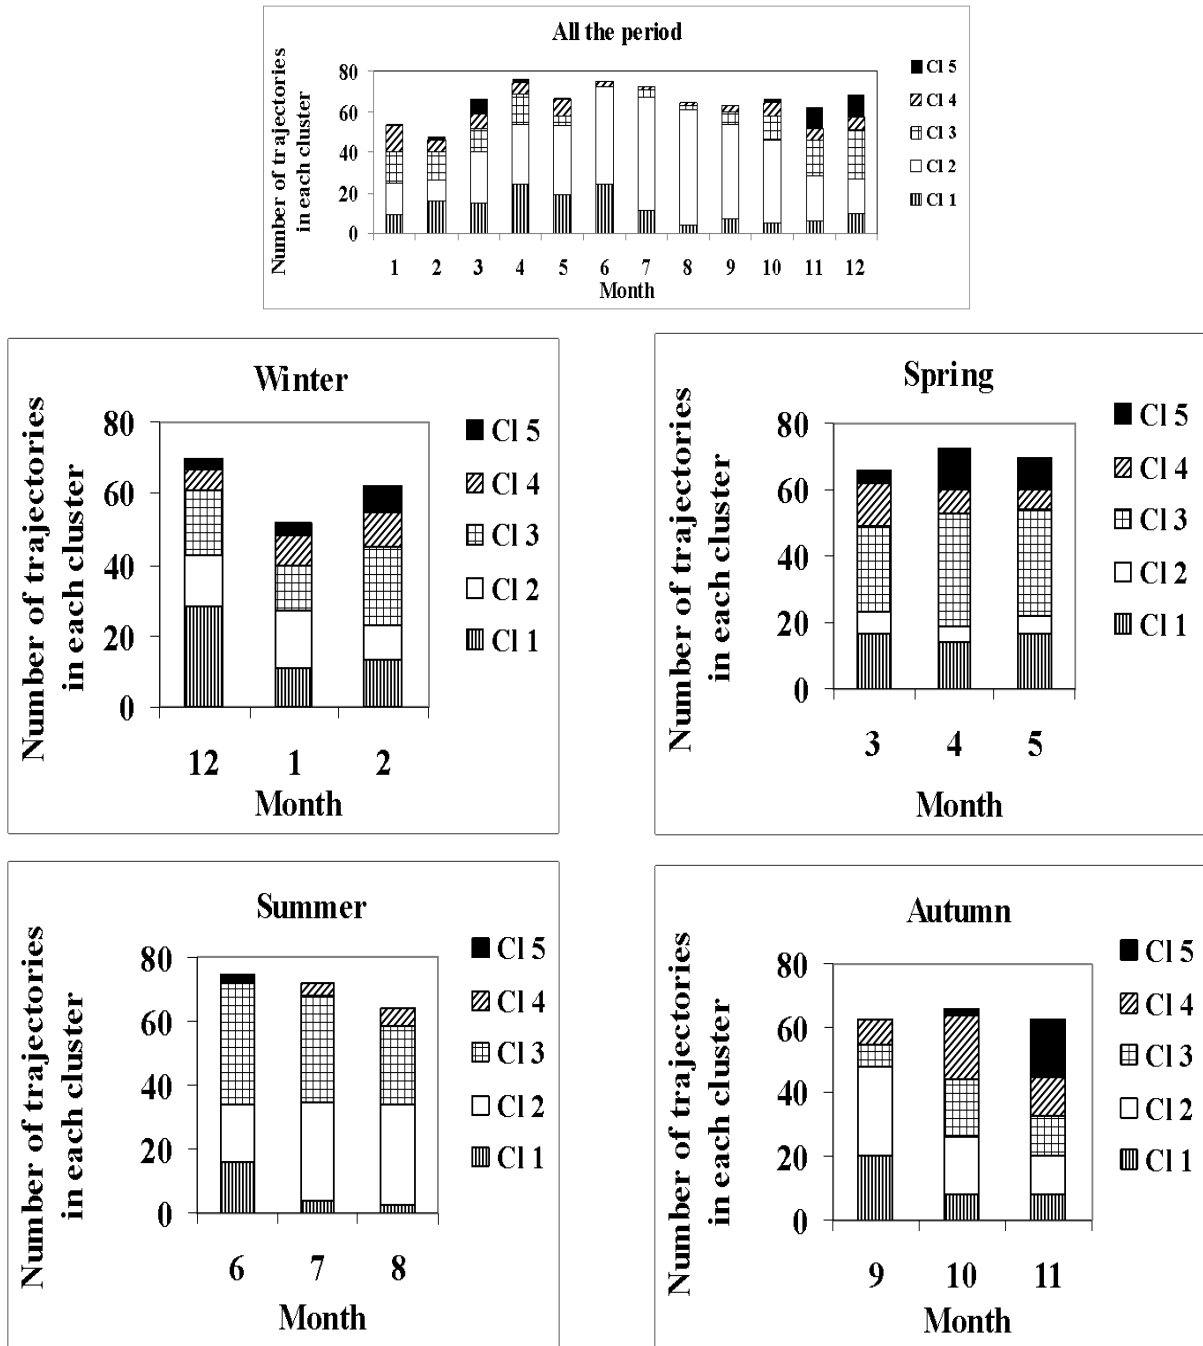 All the period
Number of trajectories
in each cluster
80
60
40
20
0
1 2 3 4 5 6 7 8 9 10 11 12
Month
Cl 5
Cl 4
Cl 3
Cl 2
Cl 1
Winter
Number of trajectories
in each cluster
80
60
40
20
0
12 1 2
Month
Cl 5
Cl 4
Cl 3
Cl 2
Cl 1
Spring
Number of trajectories
in each cluster
80
60
40
20
0
3 4 5
Month
Cl 5
Cl 4
Cl 3
Cl 2
Cl 1
Summer
Number of trajectories
in each cluster
80
60
40
20
0
6 7 8
Month
Cl 5
Cl 4
Cl 3
Cl 2
Cl 1
Autumn
Number of trajectories
in each cluster
80
60
40
20
0
9 10 11
Month
Cl 5
Cl 4
Cl 3
Cl 2
Cl 1